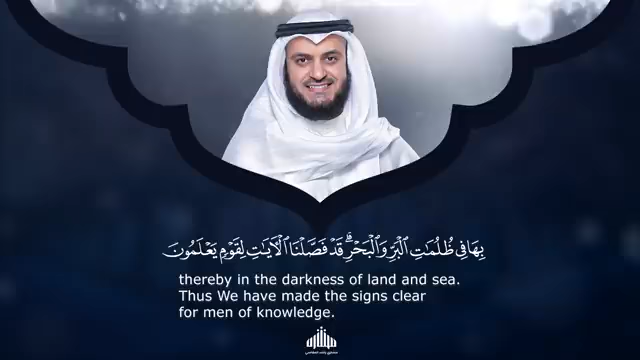 بِهَا فِي ظُلُمَٰتِ ٱلْبَرِّ وَٱلْبَحْرِۗ قَدْ فَصَّلْنَا ٱلْأٓيَٰتِ لِقَوْمٍ يَعْلَمُونَ
thereby in the darkness of land and sea.
Thus We have made the signs clear
for men of knowledge.